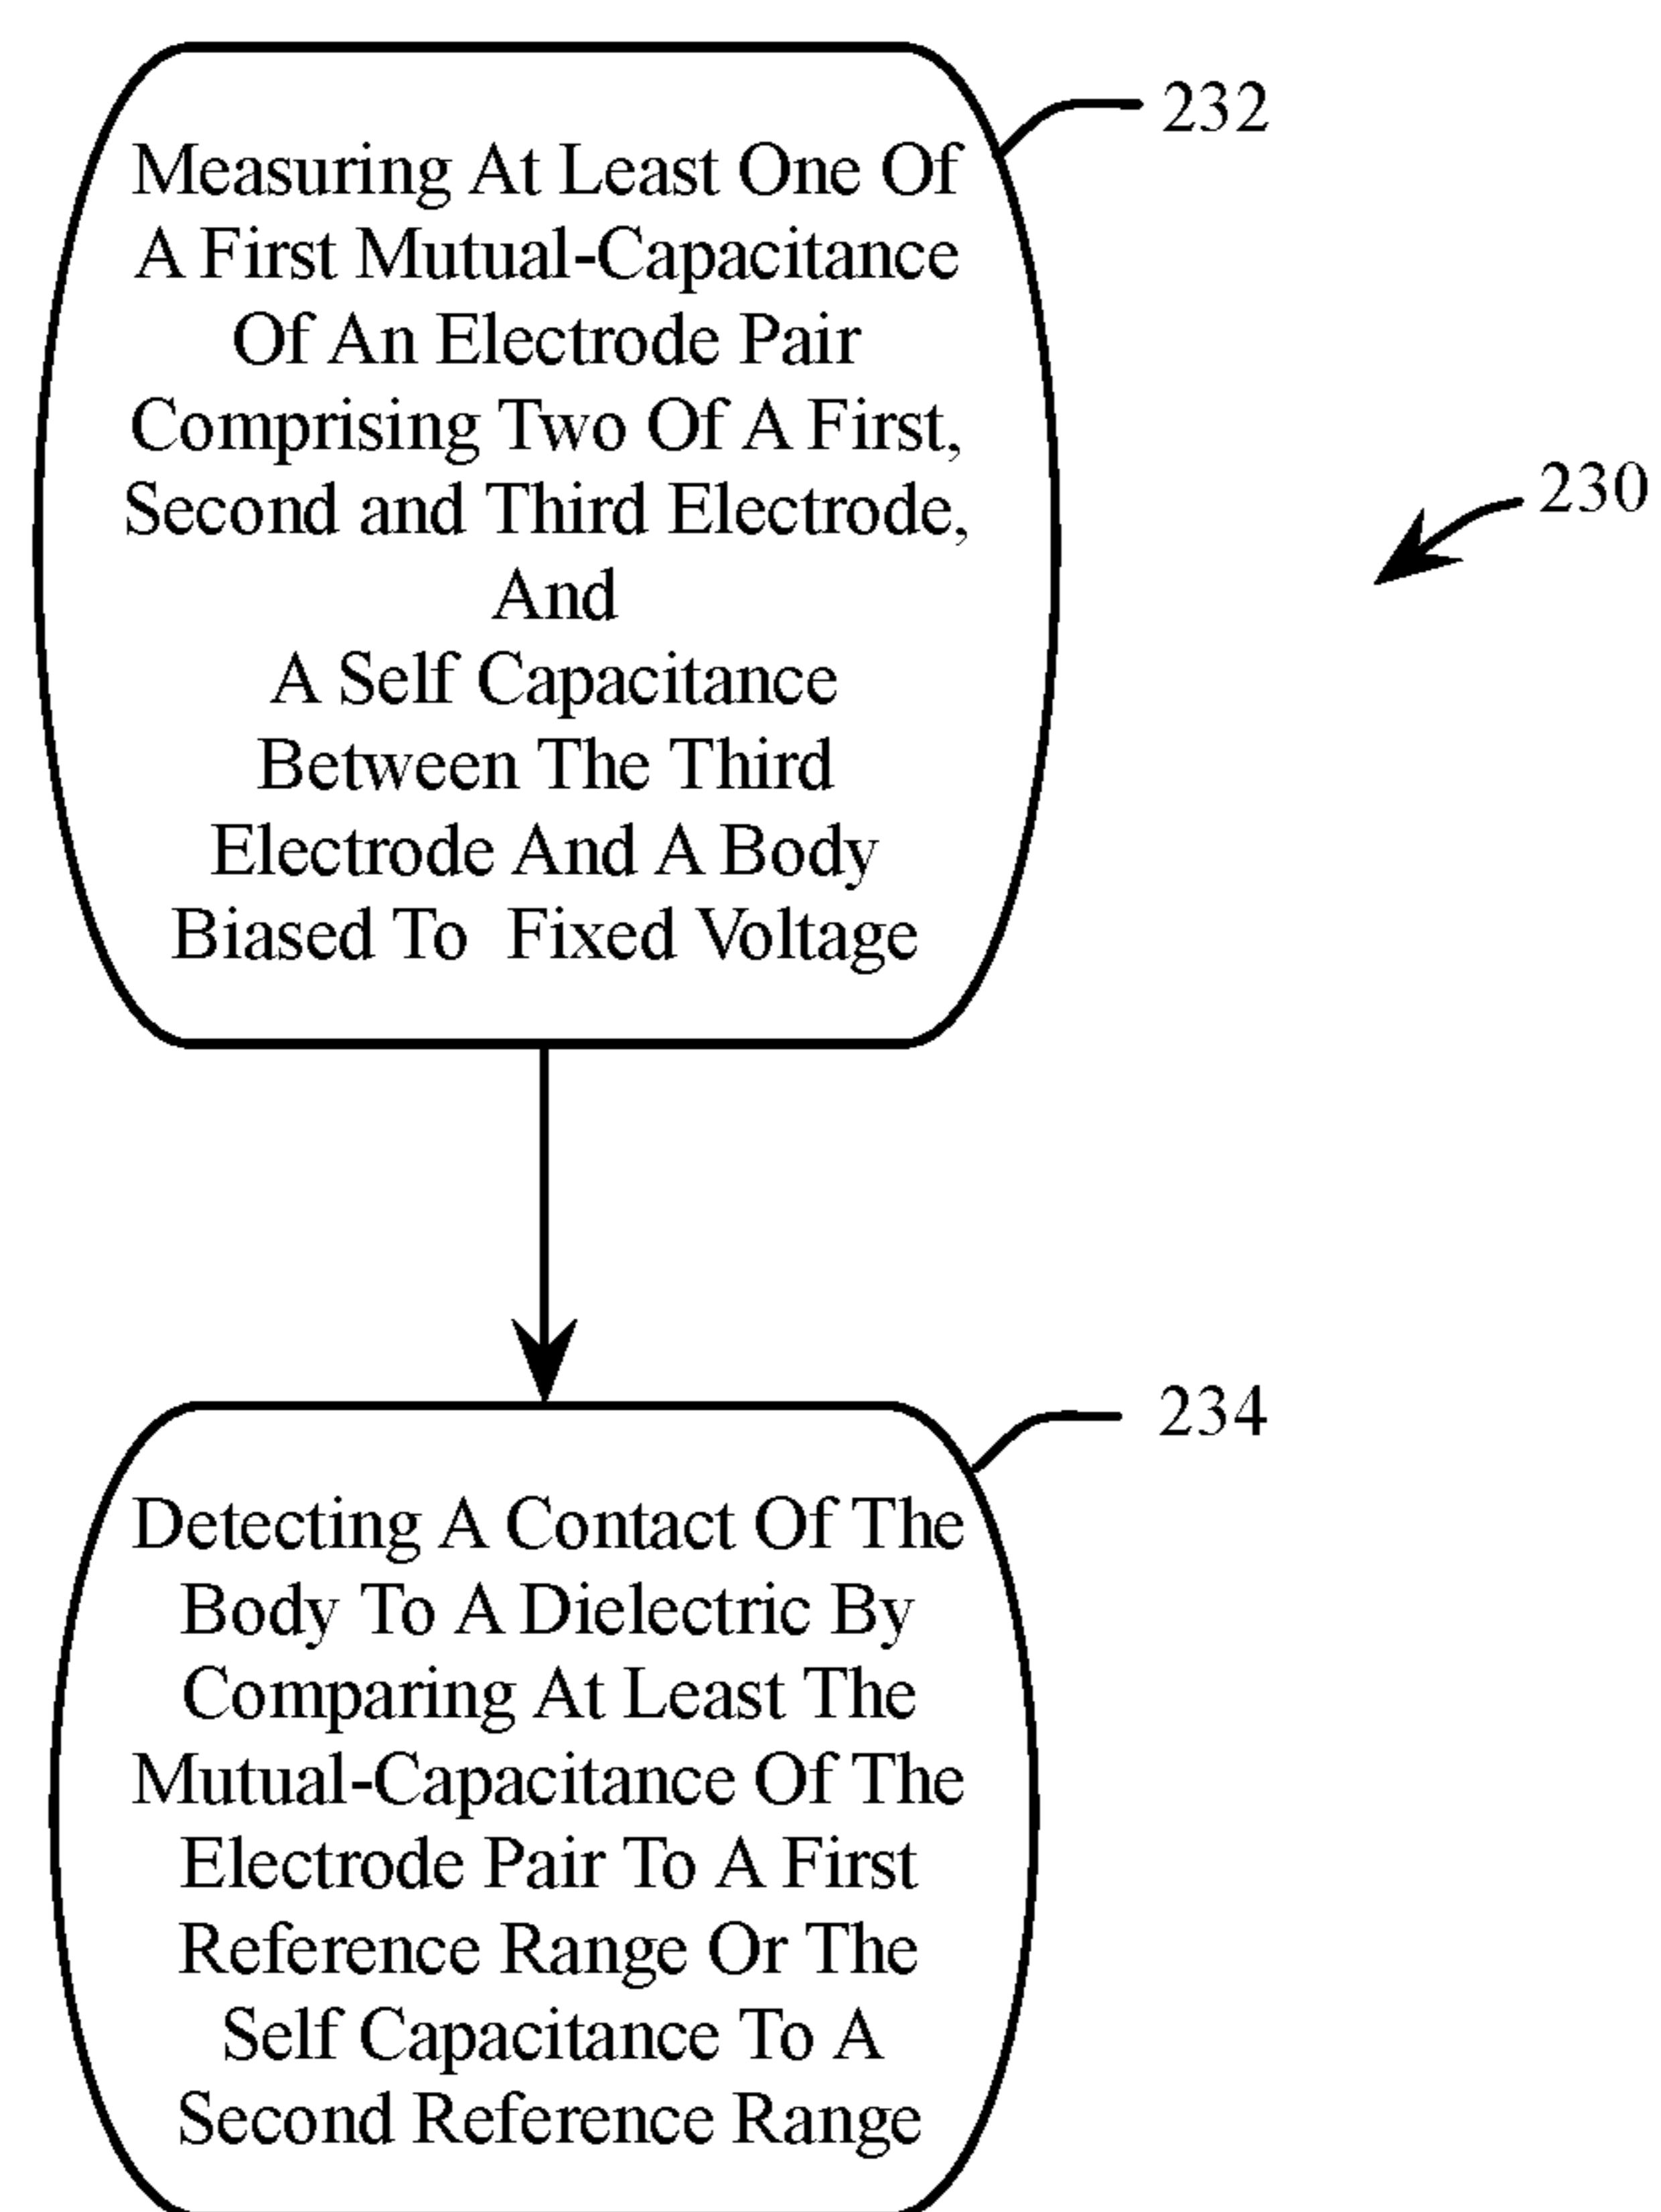 232
Measuring At Least One Of
A First Mutual-Capacitance
Of An Electrode Pair
Comprising Two Of A First,
Second and Third Electrode,
And
A Self Capacitance
Between The Third
Electrode And A Body
Biased To Fixed Voltage
230
234
Detecting A Contact Of The
Body To A Dielectric By
Comparing At Least The
Mutual-Capacitance Of The
Electrode Pair To A First
Reference Range Or The
Self Capacitance To A
Second Reference Range